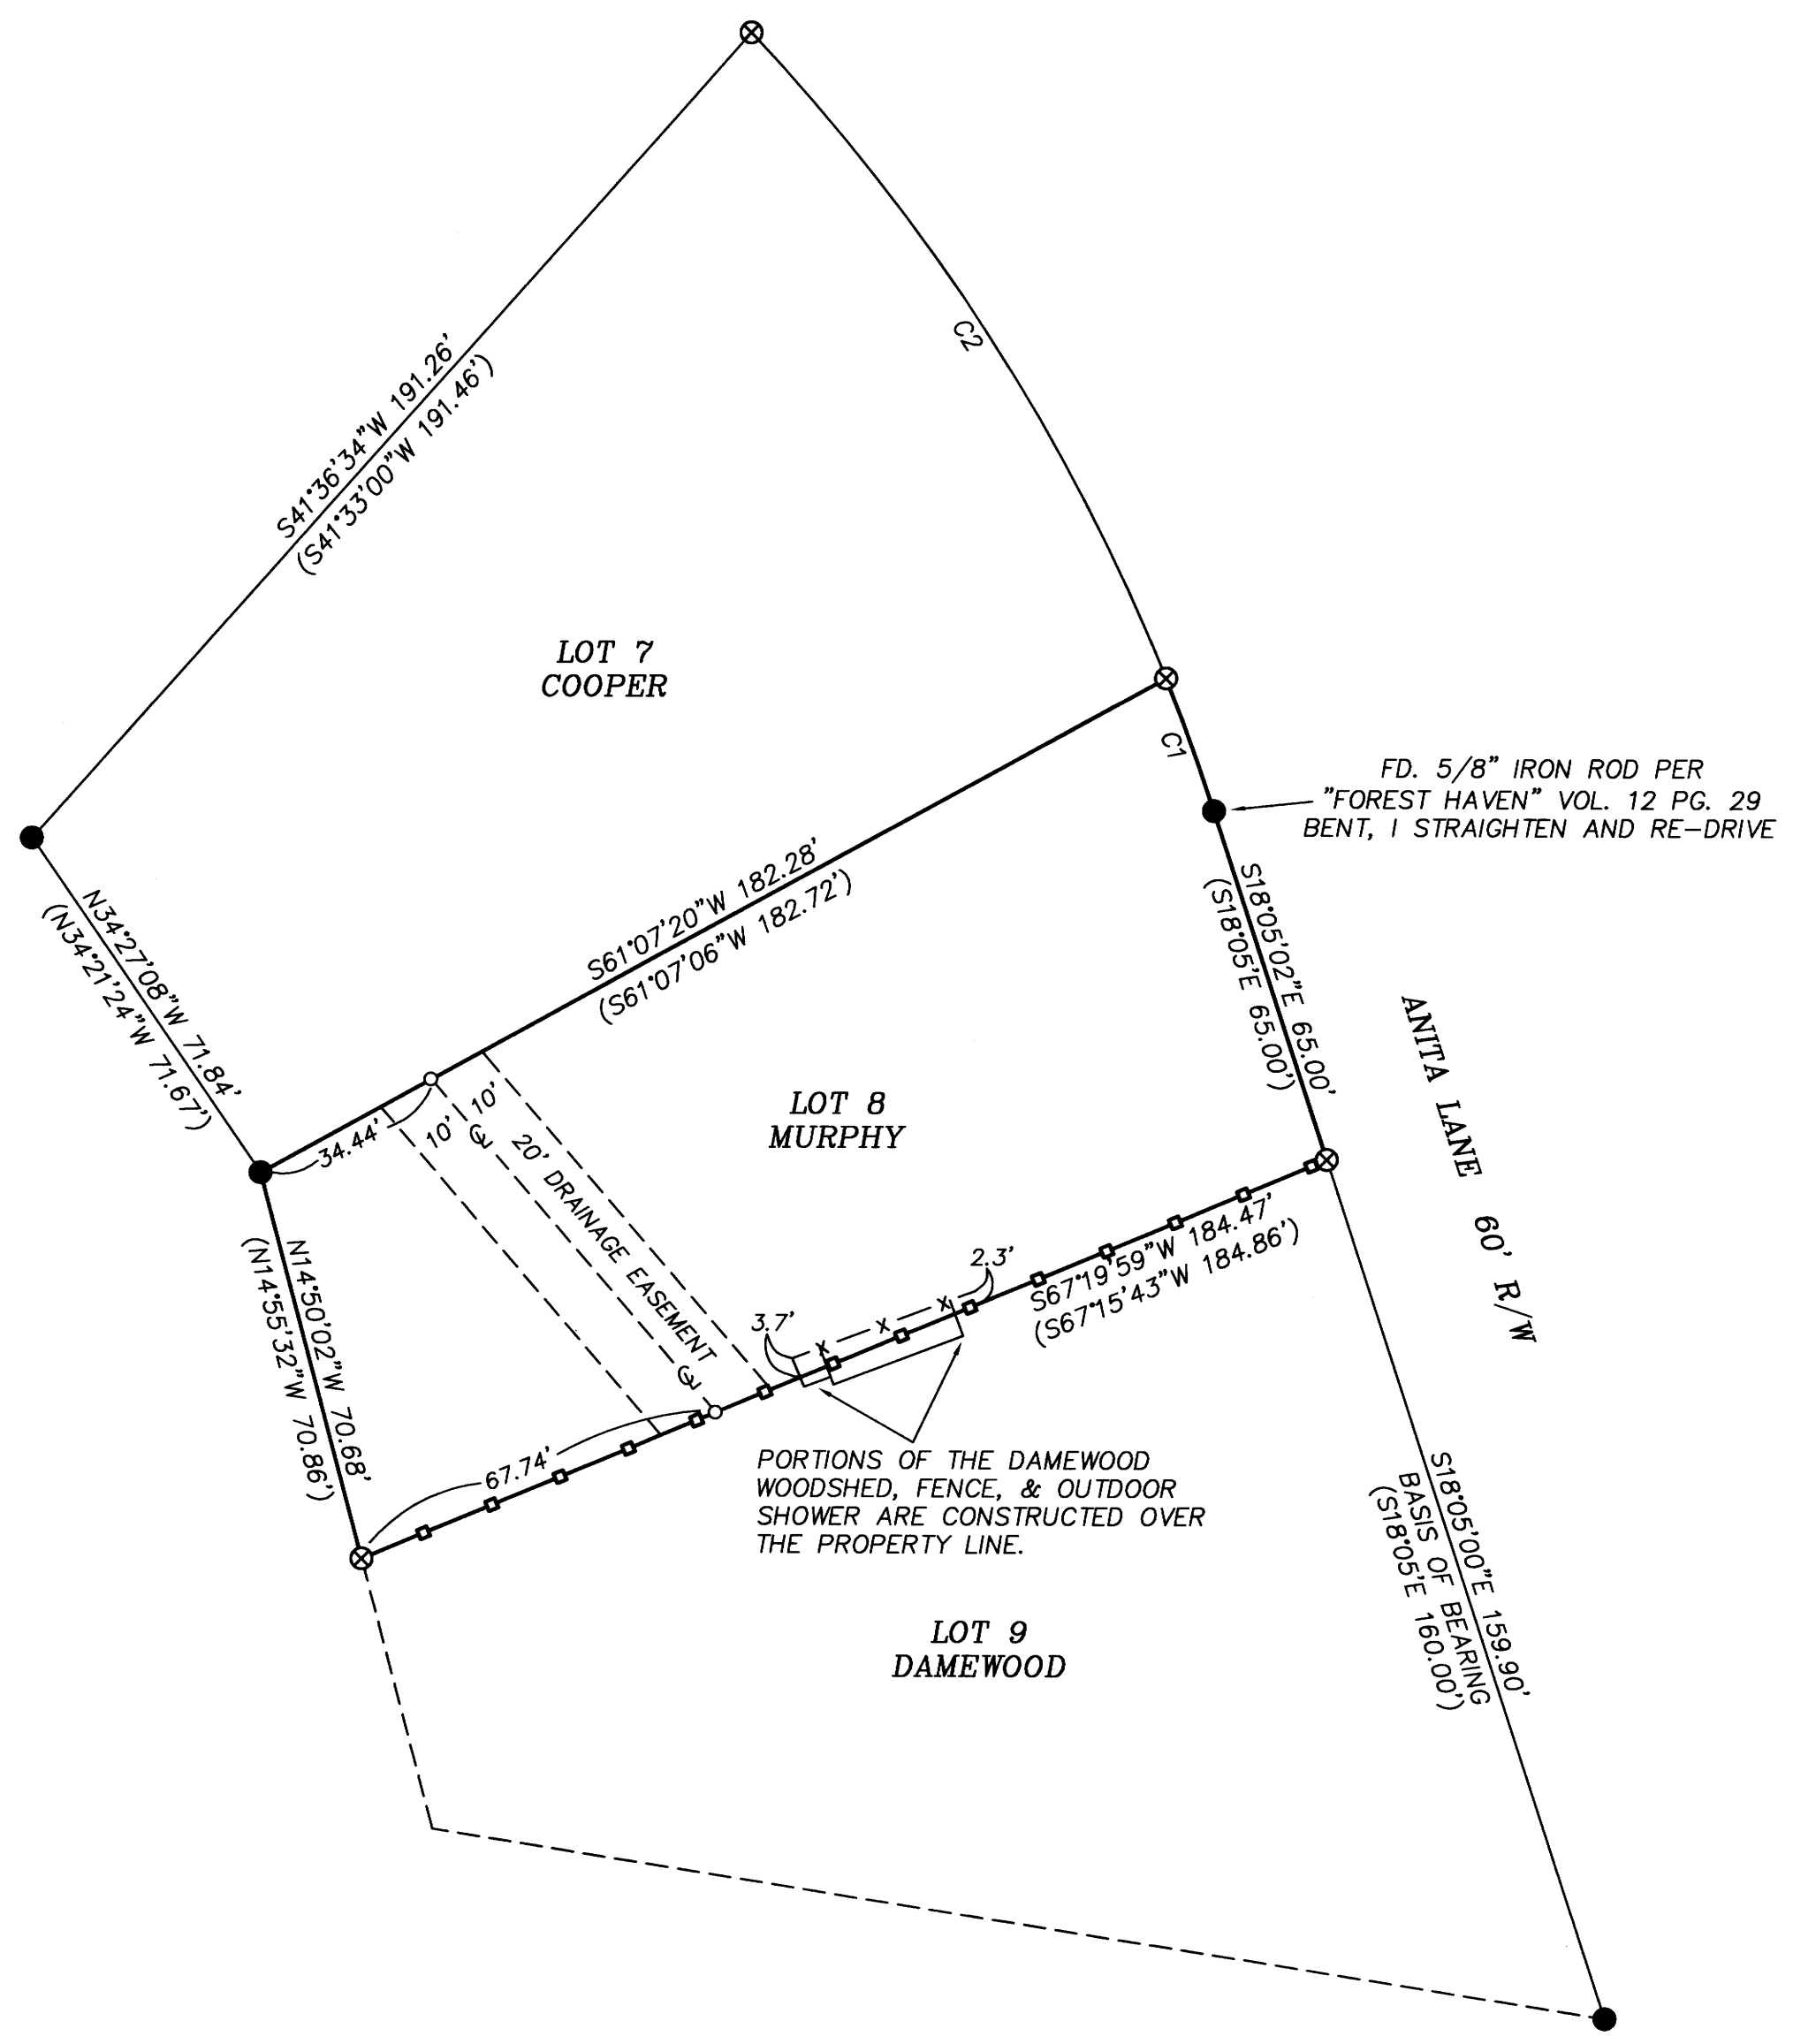 C2
S41°36'34"W 191.26'
(S41°33'00"W 191.46')
LOT 7
COOPER
C1
FD. 5/8" IRON ROD PER
"FOREST HAVEN" VOL. 12 PG. 29
BENT, I STRAIGHTEN AND RE-DRIVE
S61°07'20"W 182.28'
(S61°07'06"W 182.72')
N34°27'08"W 71.84'
(N34°21'24"W 71.67')
S18°05'02"E 65.00'
(S18°05'E 65.00')
ANITA LANE 60' R/W
LOT 8
MURPHY
34.44'
10'
10'
℄
20' DRAINAGE EASEMENT
℄
N14°50'02"W 70.68'
(N14°55'32"W 70.86')
2.3'
3.7'
X
X
X
S67°19'59"W 184.47'
(S67°15'43"W 184.86')
67.74'
PORTIONS OF THE DAMEWOOD
WOODSHED, FENCE, & OUTDOOR
SHOWER ARE CONSTRUCTED OVER
THE PROPERTY LINE.
S18°05'00"E 159.90'
BASIS OF BEARING
(S18°05'E 160.00')
LOT 9
DAMEWOOD